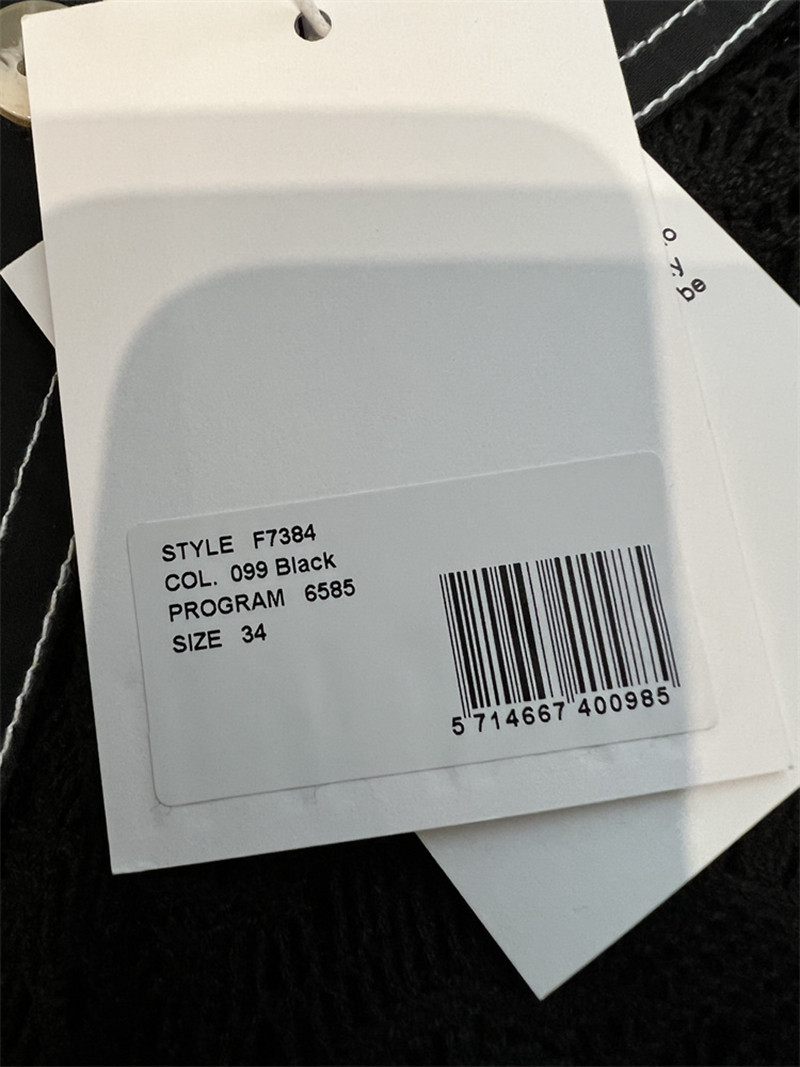 STYLE F7384
COL. 099 Black
PROGRAM 6585
SIZE 34
5 714667 400985
o.
y.
be